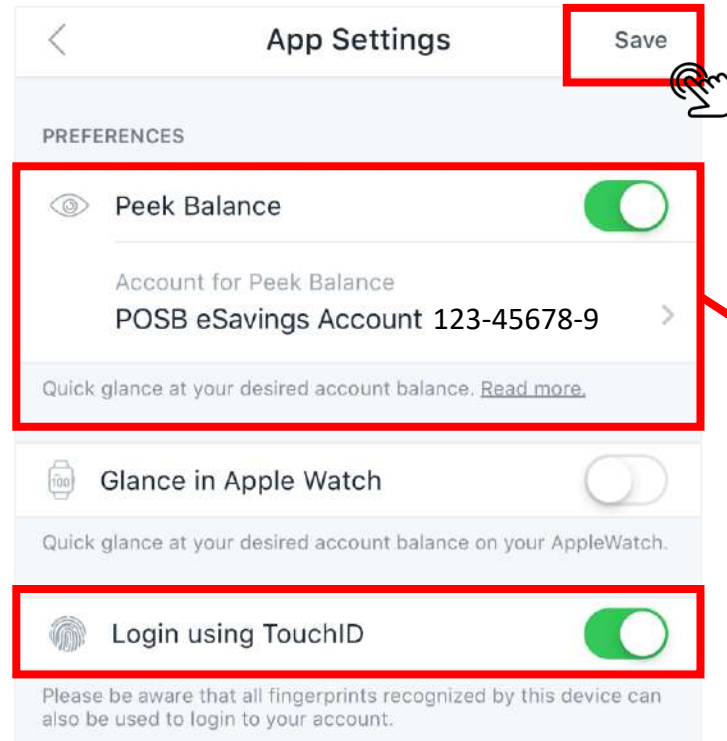 App Settings Save
PREFERENCES
Peek Balance
Account for Peek Balance
POSB eSavings Account 123-45678-9
Quick glance at your desired account balance. Read more.
100
Glance in Apple Watch
Quick glance at your desired account balance on your AppleWatch.
Login using TouchID
Please be aware that all fingerprints recognized by this device can
also be used to login to your account.